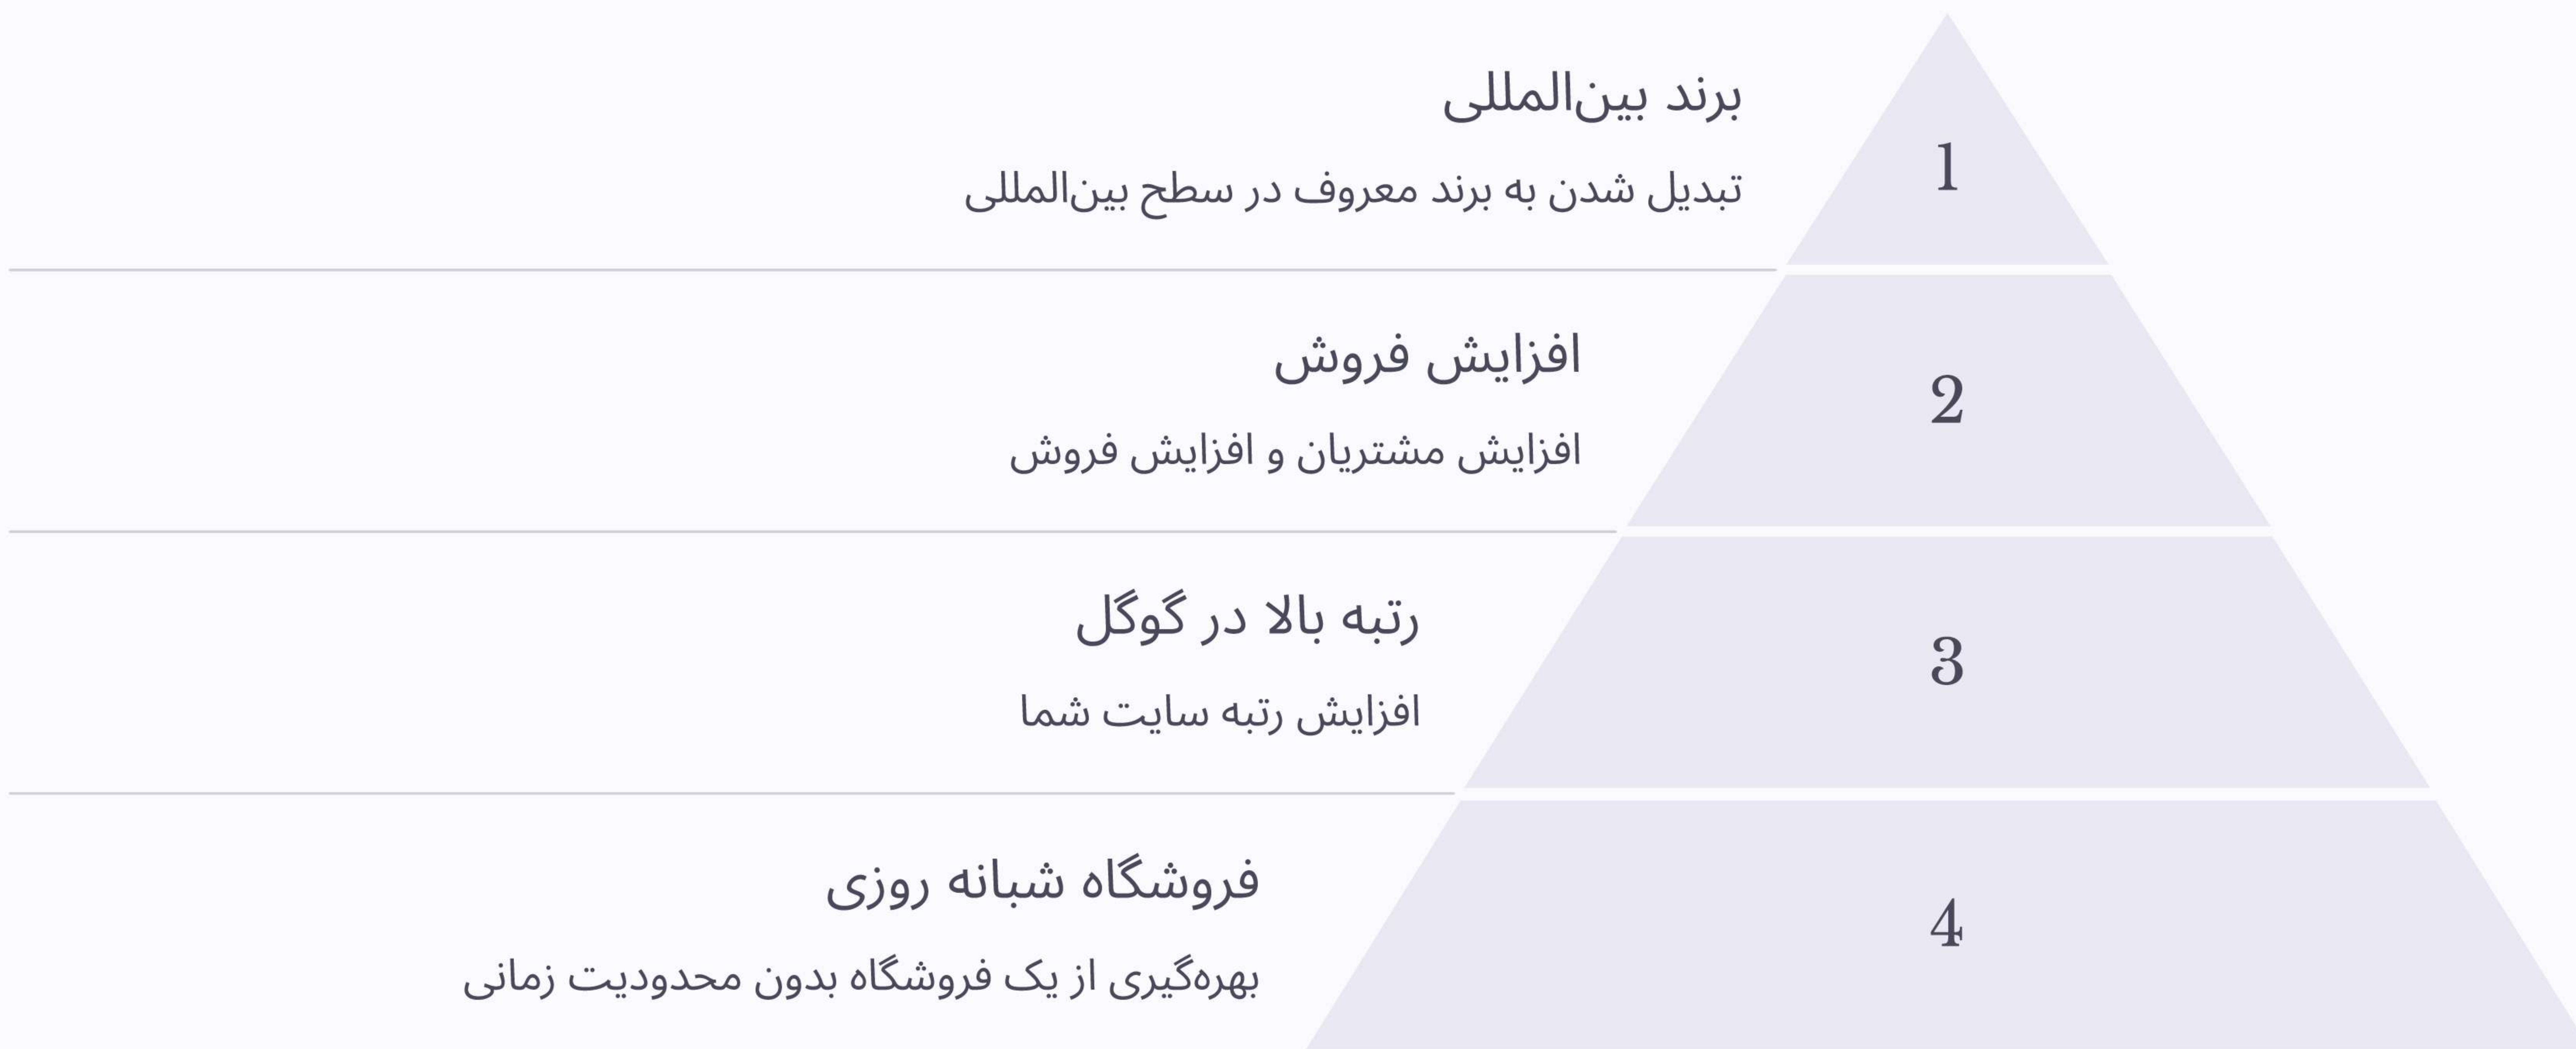 برند بین‌المللی
تبدیل شدن به برند معروف در سطح بین‌المللی
1
افزایش فروش
افزایش مشتریان و افزایش فروش
2
رتبه بالا در گوگل
افزایش رتبه سایت شما
3
فروشگاه شبانه روزی
بهره‌گیری از یک فروشگاه بدون محدودیت زمانی
4